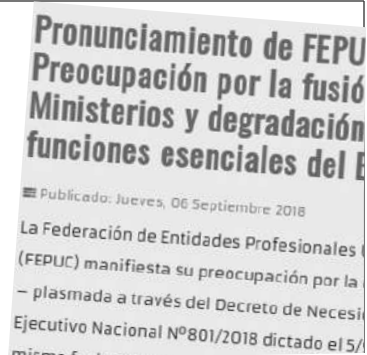 Pronunciamiento de FEPU
Preocupación por la fusió
Ministerios y degradación
funciones esenciales del E
Publicado: Jueves, 06 Septiembre 2018
La Federación de Entidades Profesionales
(FEPUC) manifiesta su preocupación por la
– plasmada a través del Decreto de Necesi
Ejecutivo Nacional Nº801/2018 dictado el 5/